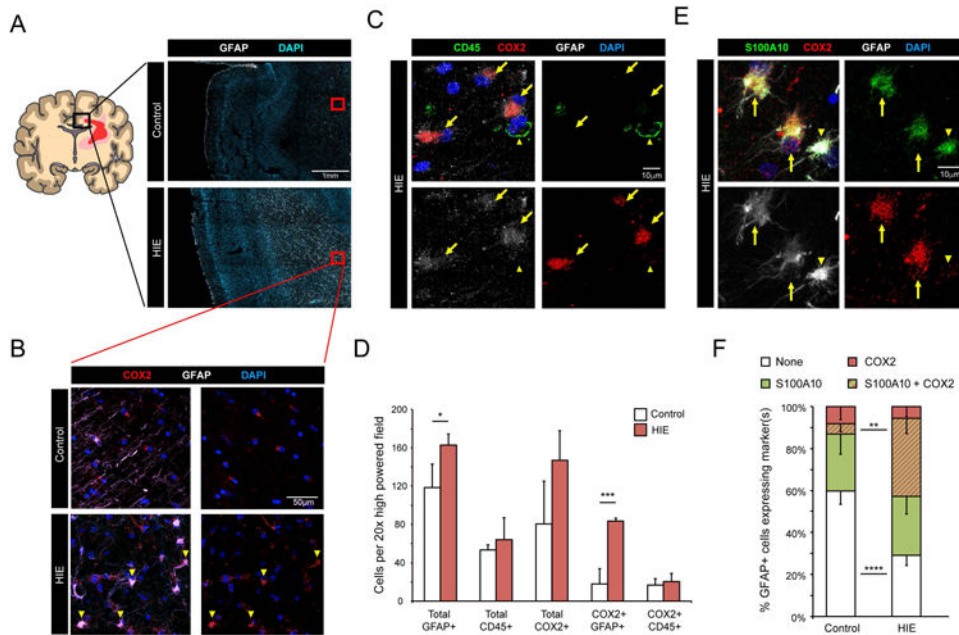 A
GFAP DAPI
Control
1mm
HIE
B
COX2 GFAP DAPI
Control
50µm
HIE
C
CD45 COX2 GFAP DAPI
HIE
10µm
D
Cells per 20x high powered field
200
160
120
80
40
0
*
***
Control
HIE
Total GFAP+
Total CD45+
Total COX2+
COX2+ GFAP+
COX2+ CD45+
E
S100A10 COX2 GFAP DAPI
HIE
10µm
F
None COX2
S100A10 S100A10 + COX2
% GFAP+ cells expressing marker(s)
100%
80%
60%
40%
20%
0%
**
****
Control HIE